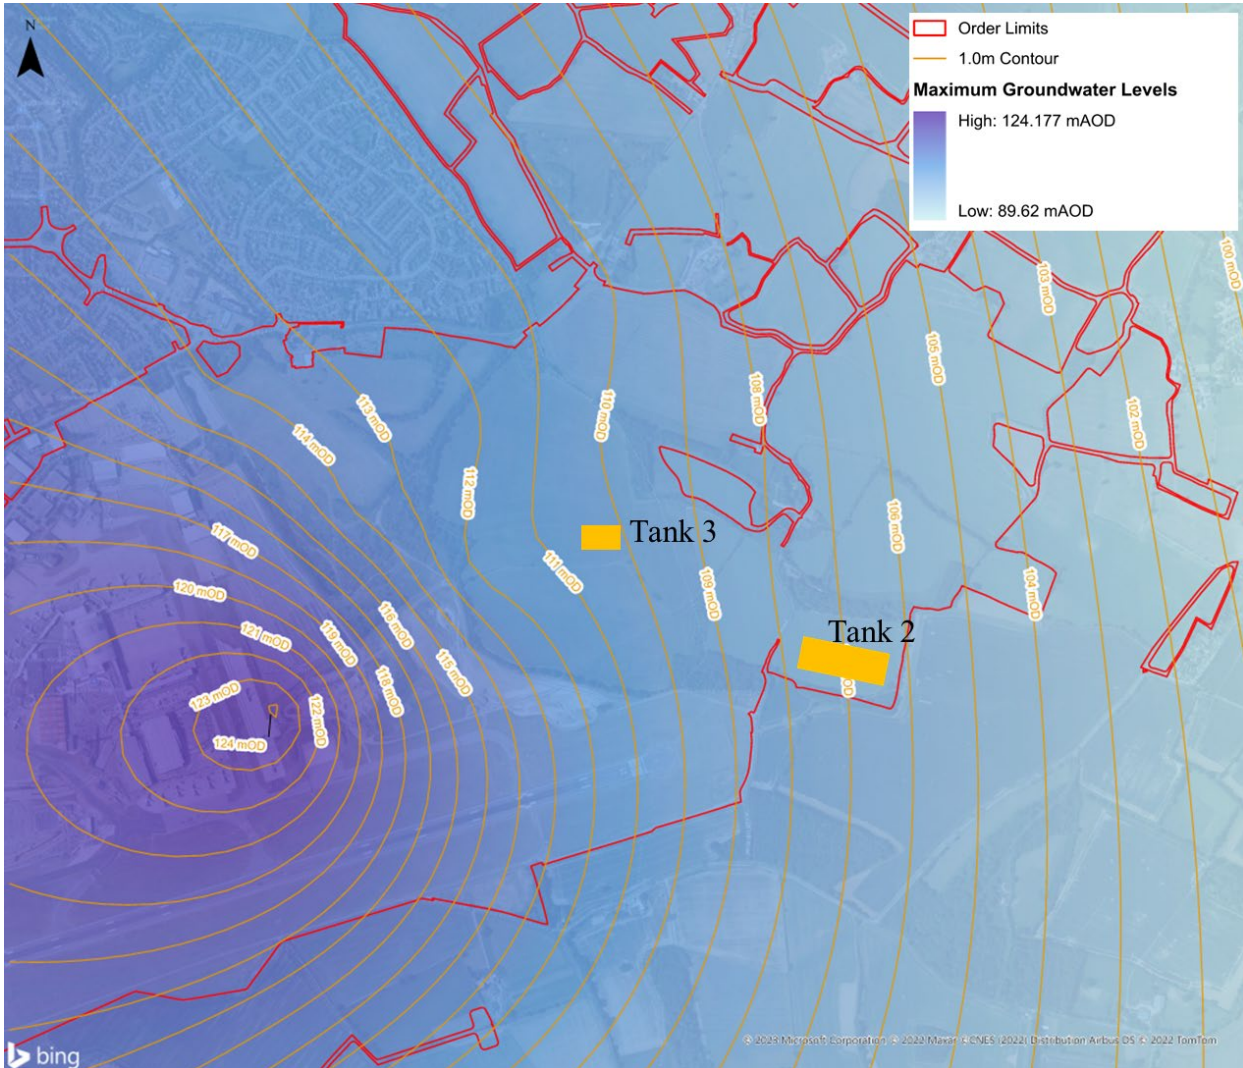 N
Order Limits
1.0m Contour
Maximum Groundwater Levels
High: 124.177 mAOD
Low: 89.62 mAOD
100 mOD
103 mOD
105 mOD
108 mOD
110 mOD
113 mOD
102 mOD
114 mOD
112 mOD
106 mOD
Tank 3
117 mOD
111 mOD
109 mOD
104 mOD
120 mOD
116 mOD
121 mOD
119 mOD
Tank 2
115 mOD
118 mOD
OD
123 mOD
122 mOD
124 mOD
bing
© 2023 Microsoft Corporation © 2022 Maxar ©CNES (2022) Distribution Airbus DS © 2022 TomTom